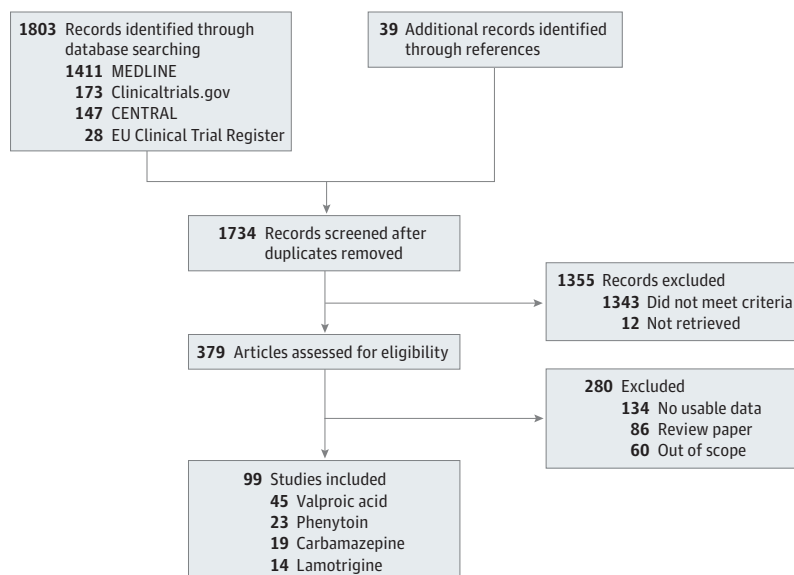 1803 Records identified through
database searching
1411 MEDLINE
173 Clinicaltrials.gov
147 CENTRAL
28 EU Clinical Trial Register
39 Additional records identified
through references
1734 Records screened after
duplicates removed
1355 Records excluded
1343 Did not meet criteria
12 Not retrieved
379 Articles assessed for eligibility
280 Excluded
134 No usable data
86 Review paper
60 Out of scope
99 Studies included
45 Valproic acid
23 Phenytoin
19 Carbamazepine
14 Lamotrigine